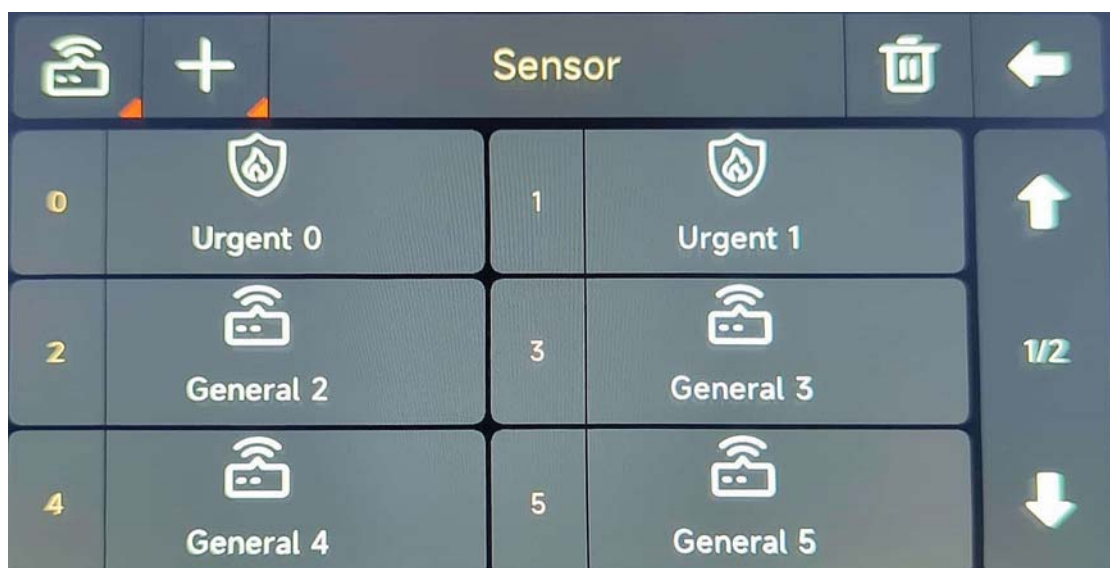 Sensor
0
Urgent 0
1
Urgent 1
2
General 2
3
General 3
1/2
4
General 4
5
General 5